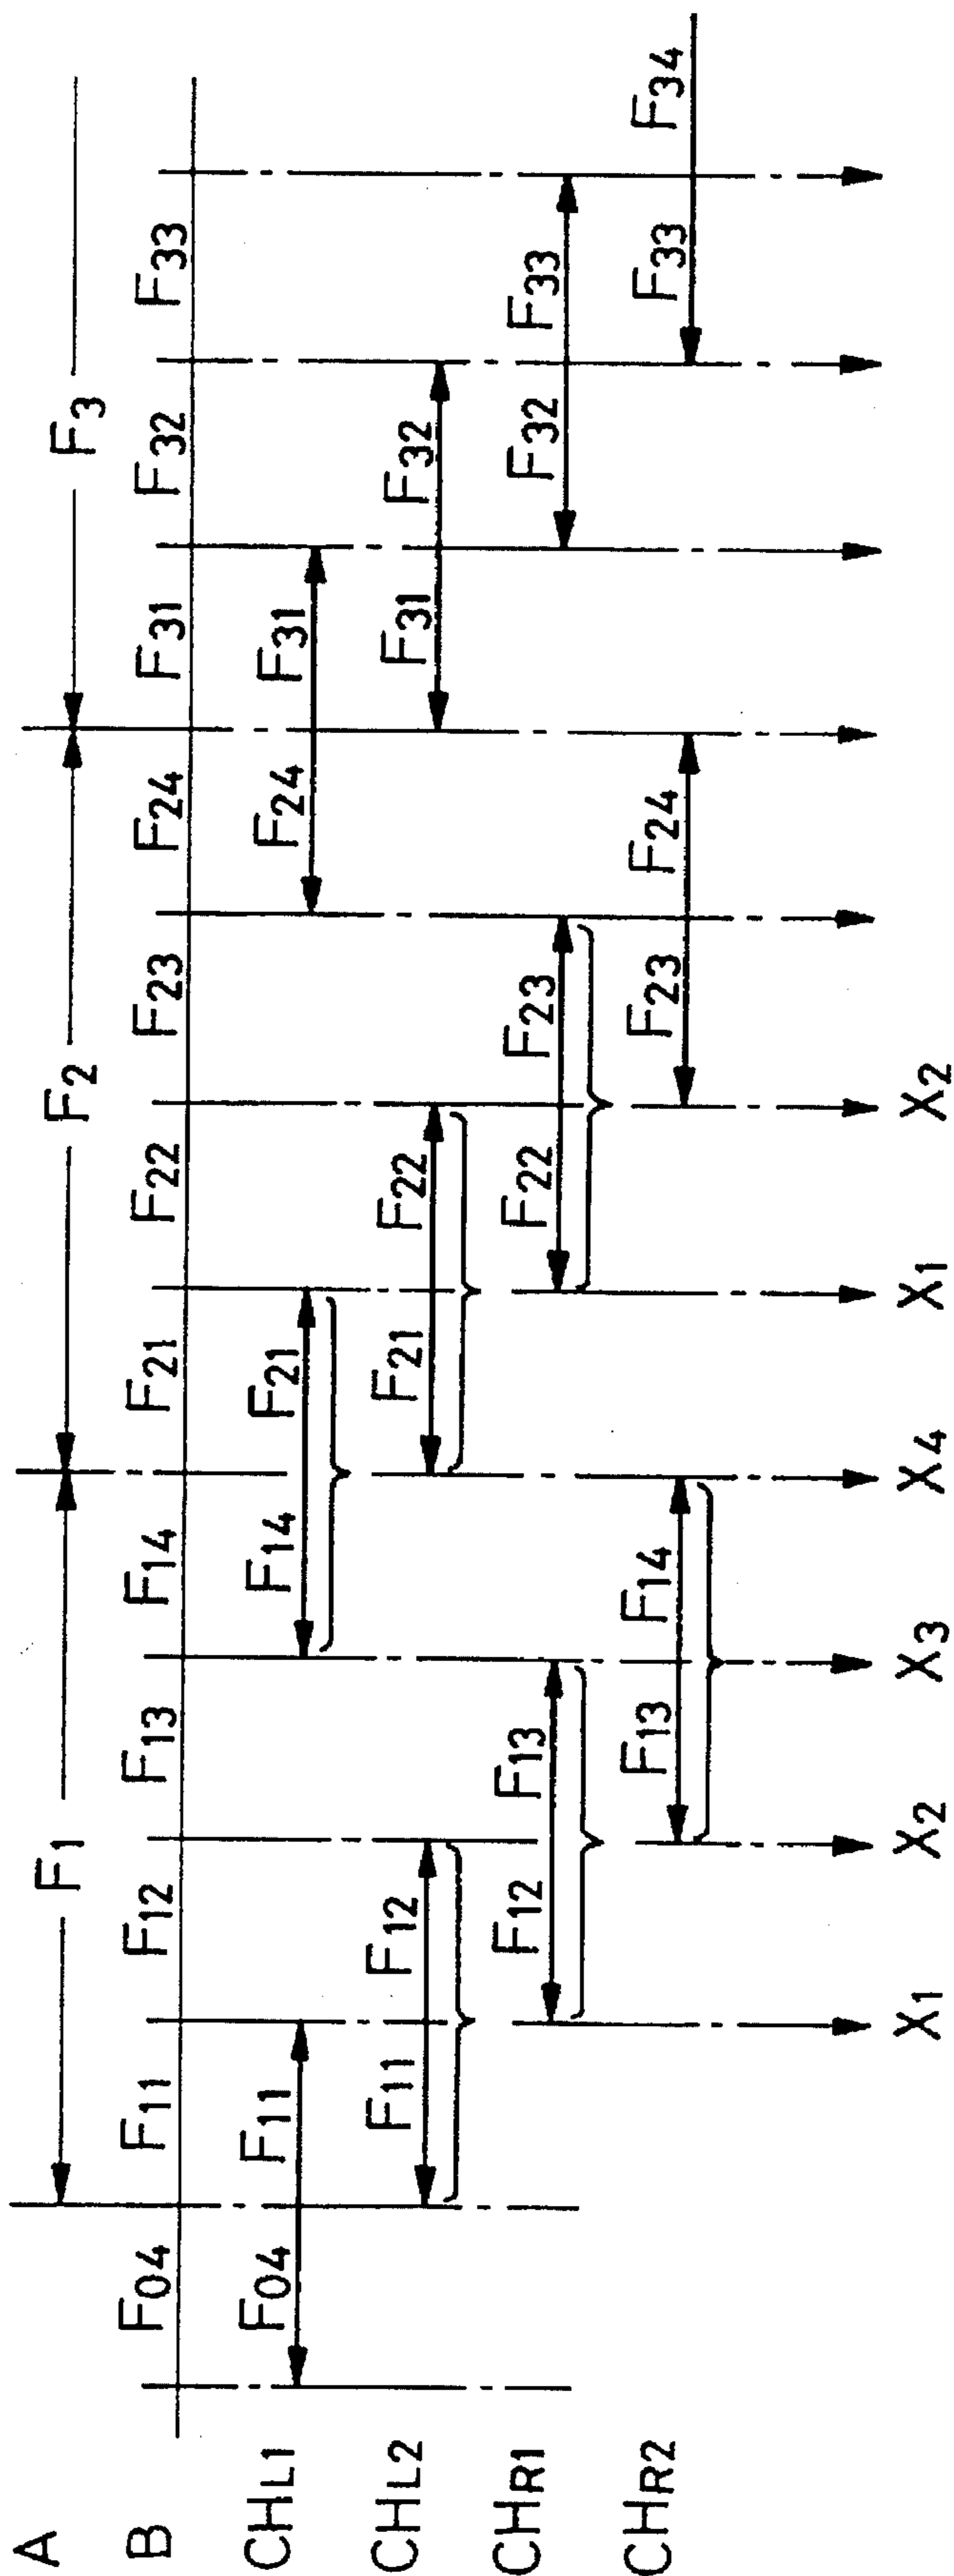 A F1 F2 F3
B F04 F11 F12 F13 F14 F21 F22 F23 F24 F31 F32 F33
CHL1 F04 F11 F14 F21 F24 F31
CHL2 F11 F12 F21 F22 F31 F32
CHR1 F12 F13 F22 F23 F32 F33
CHR2 F13 F14 F23 F24 F33 F34
X1 X2 X3 X4 X1 X2